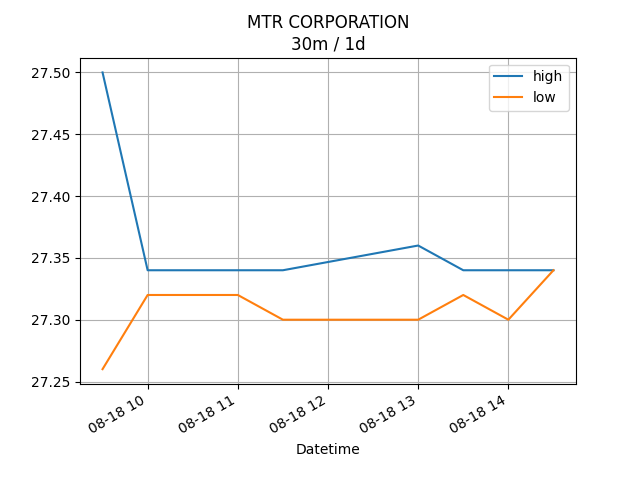 MTR CORPORATION
30m / 1d
27.50
27.45
27.40
27.35
27.30
27.25
high
low
08-18 10
08-18 11
08-18 12
08-18 13
08-18 14
Datetime